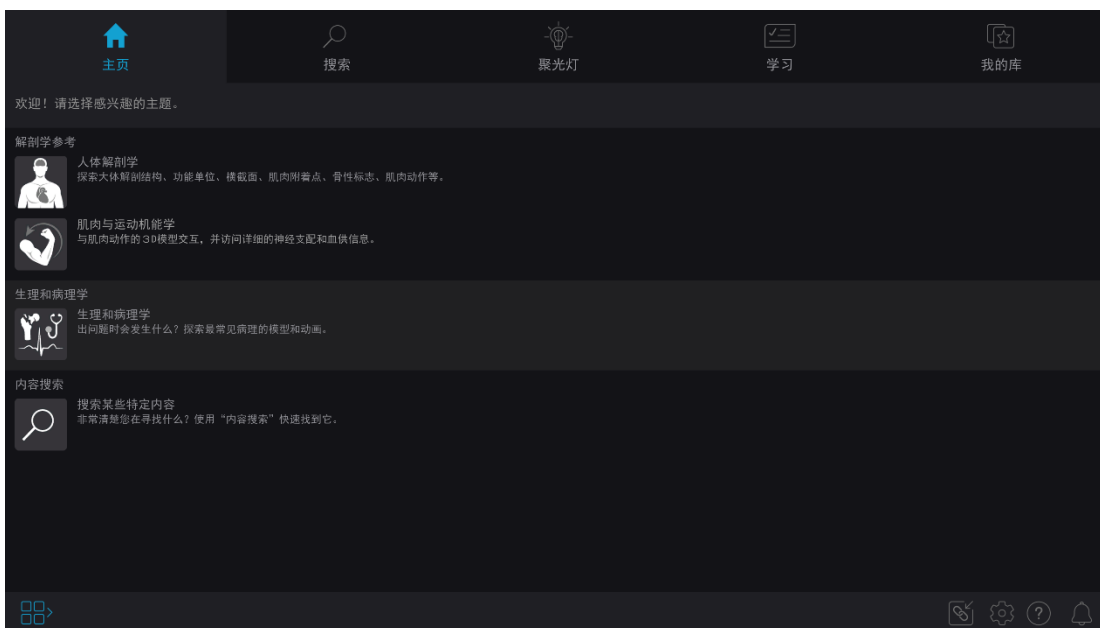 主页
搜索
聚光灯
学习
我的库
欢迎！请选择感兴趣的主题。
解剖学参考
人体解剖学
探索大体解剖结构、功能单位、横截面、肌肉附着点、骨性标志、肌肉动作等。
肌肉与运动机能学
与肌肉动作的3D模型交互，并访问详细的神经支配和血供信息。
生理和病理学
生理和病理学
出问题时会发生什么？探索最常见病理的模型和动画。
内容搜索
搜索某些特定内容
非常清楚您在寻找什么？使用“内容搜索”快速找到它。